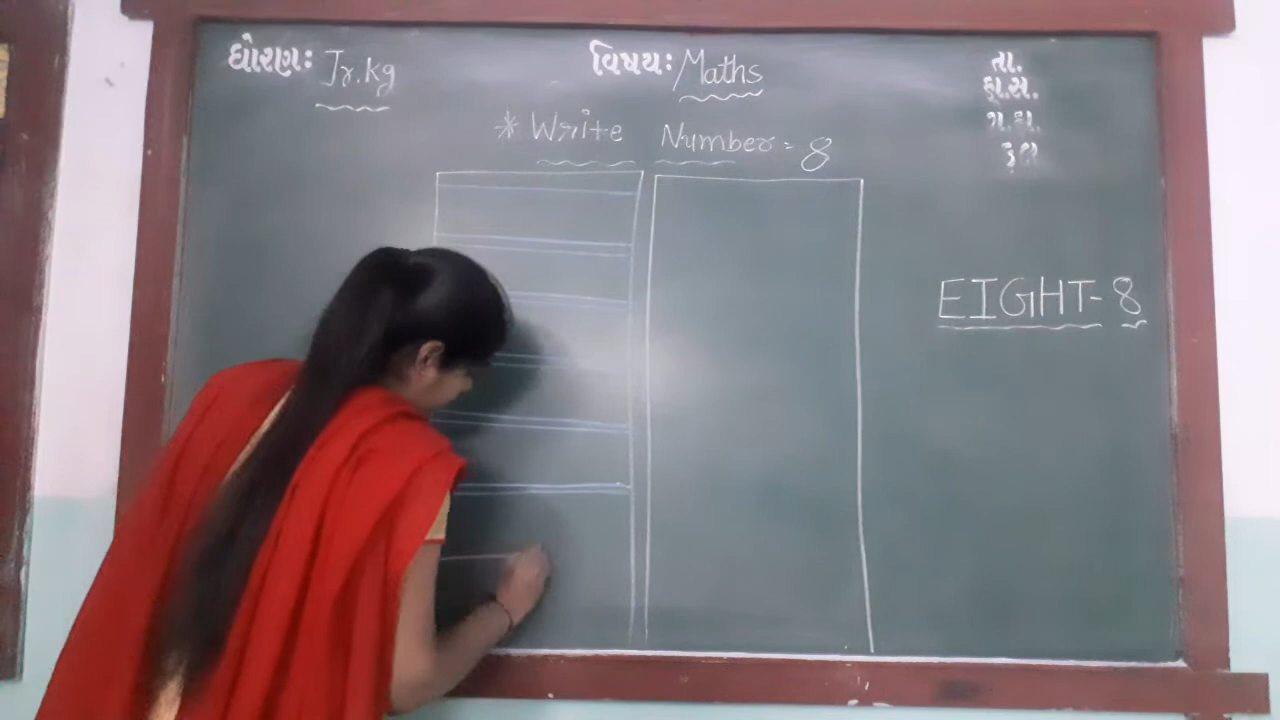 ધોરણઃ Jr.kg
વિષયઃ Maths
* Write Number = 8
તા.
કુા.સ.
ગે.હા.
કુલ
EIGHT- 8